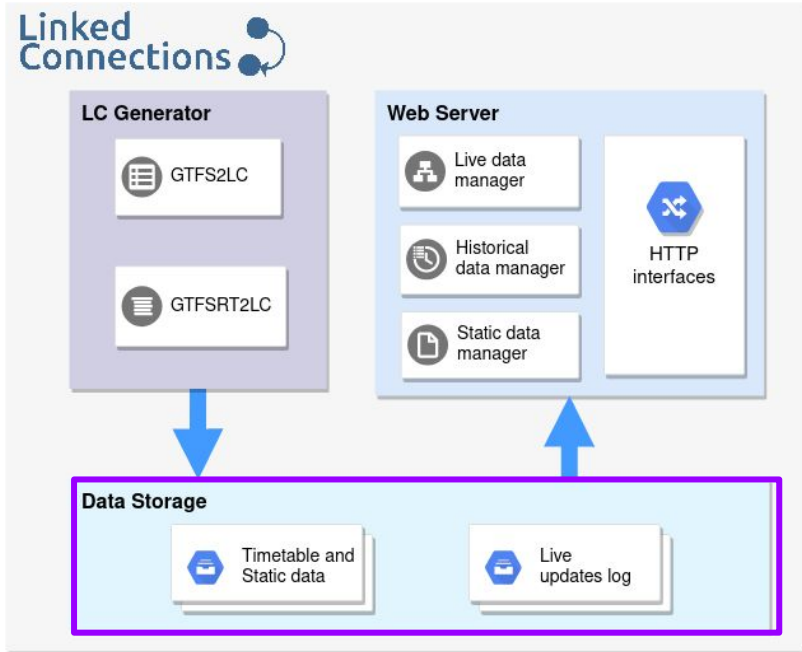 Linked
Connections
LC Generator
GTFS2LC
GTFSRT2LC
Web Server
Live data
manager
Historical
data manager
Static data
manager
HTTP
interfaces
Data Storage
Timetable and
Static data
Live
updates log